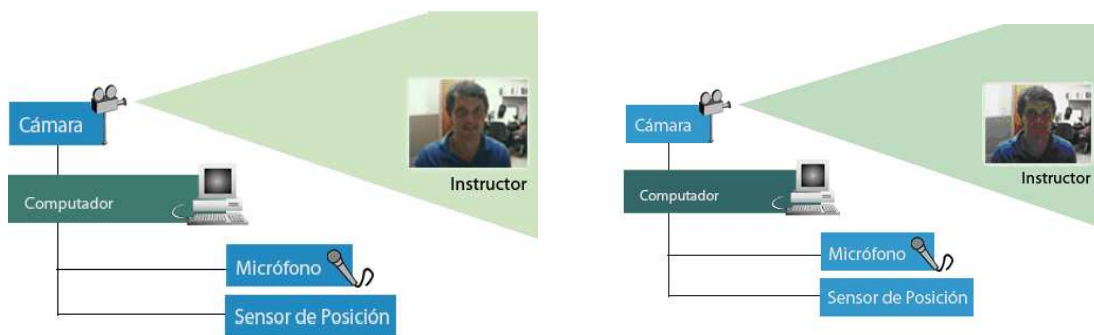 Cámara
Instructor
Computador
Micrófono
Sensor de Posición
Cámara
Instructor
Computador
Micrófono
Sensor de Posición